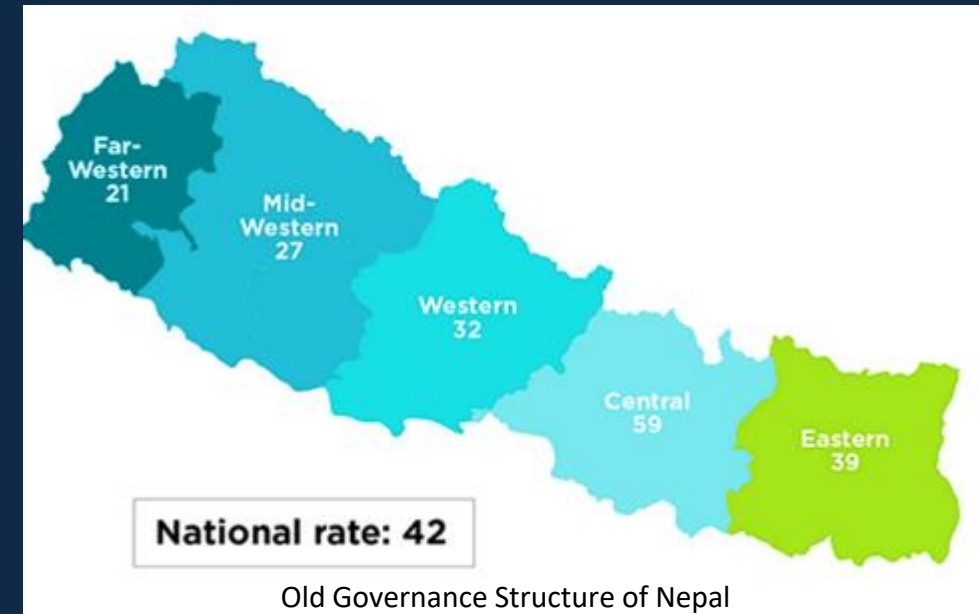 Far-
Western
21
Mid-
Western
27
Western
32
Central
59
Eastern
39
National rate: 42
Old Governance Structure of Nepal